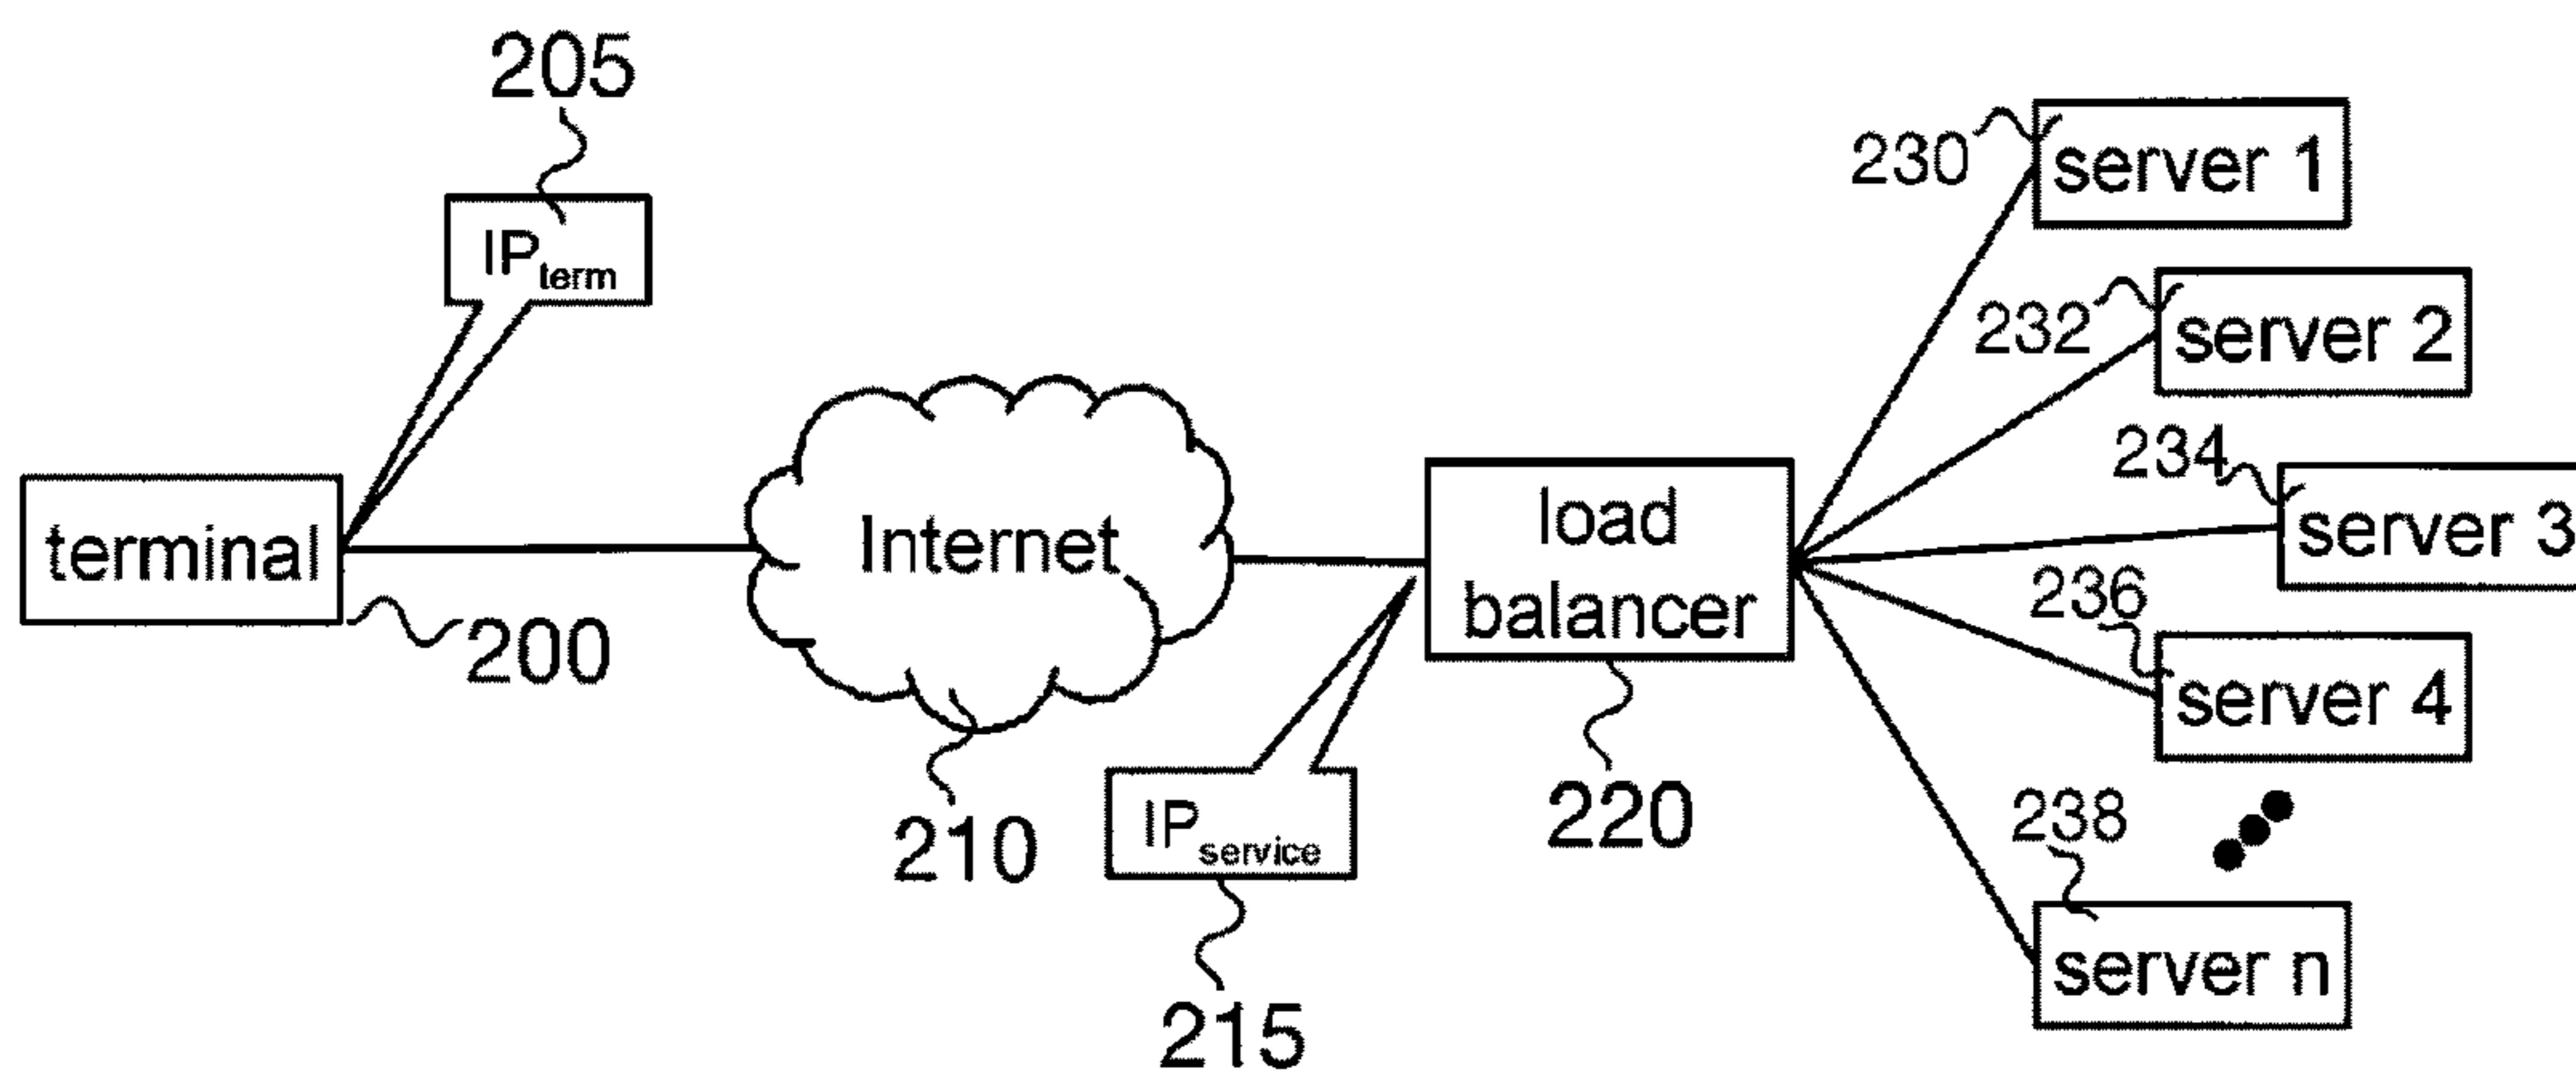 205
IPterm
terminal
200
Internet
210
IPservice
215
load
balancer
220
230
server 1
232
server 2
234
server 3
236
server 4
238
server n